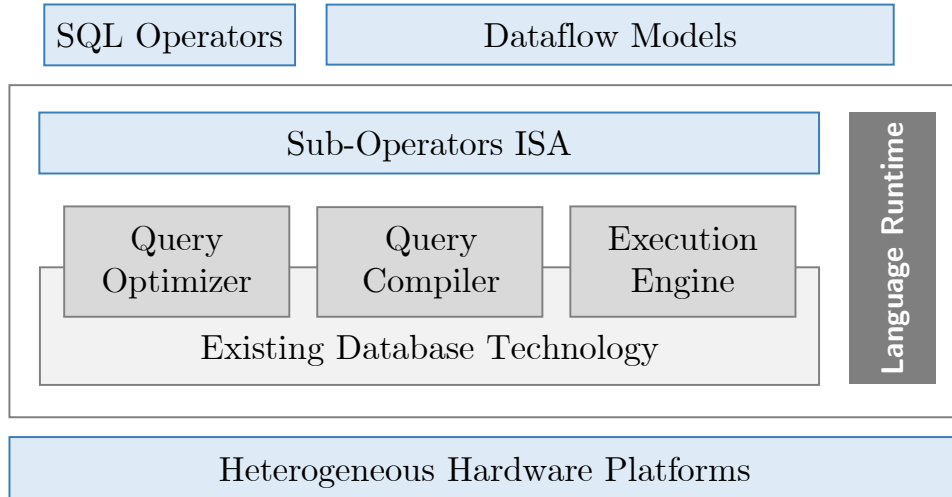 SQL Operators
Dataflow Models
Sub-Operators ISA
Query
Optimizer
Query
Compiler
Execution
Engine
Existing Database Technology
Language Runtime
Heterogeneous Hardware Platforms